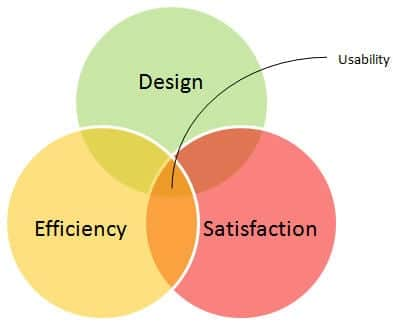 Usability
Design
Efficiency
Satisfaction